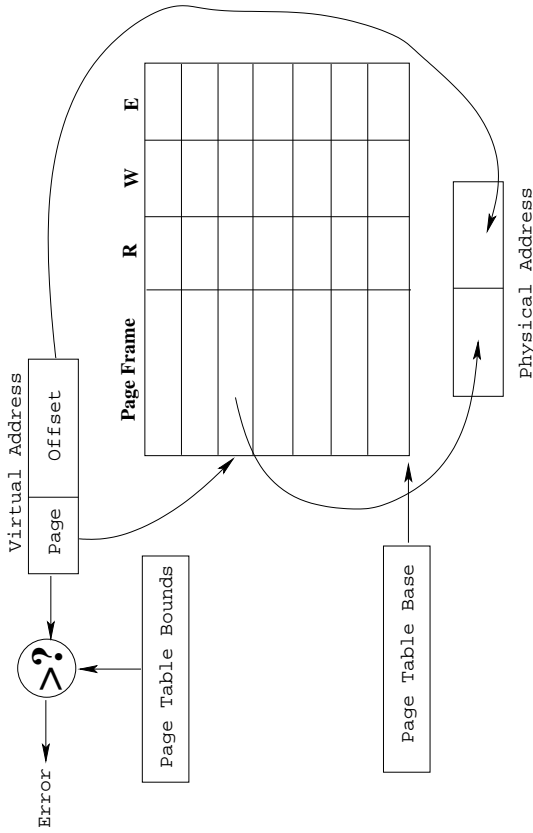 Virtual Address
Page
Offset
>?
Error
Page Table Bounds
Page Frame
R
W
E
Page Table Base
Physical Address